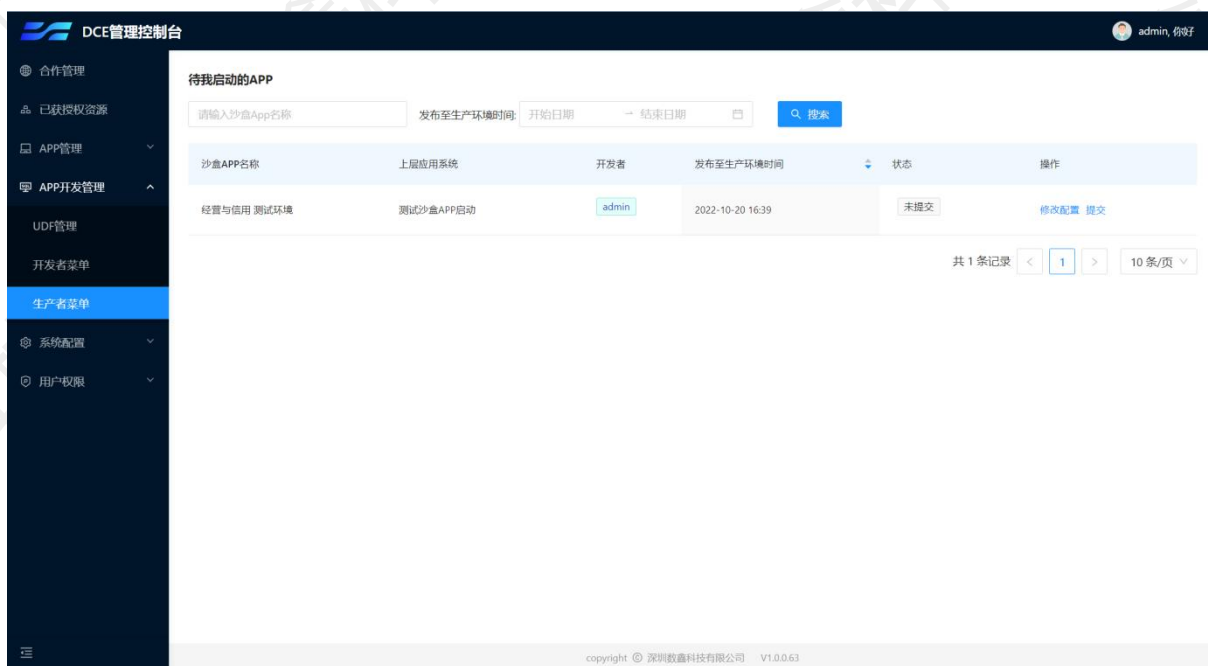 DCE管理控制台
admin, 你好
合作管理
已获授权资源
APP管理
APP开发管理
UDF管理
开发者菜单
生产者菜单
系统配置
用户权限
待我启动的APP
请输入沙盒App名称 发布至生产环境时间: 开始日期 → 结束日期 搜索
沙盒APP名称 上层应用系统 开发者 发布至生产环境时间 状态 操作
经营与信用 测试环境 测试沙盒APP启动 admin 2022-10-20 16:39 未提交 修改配置 提交
共 1 条记录 < 1 > 10 条/页
copyright © 深圳数鑫科技有限公司 V1.0.0.63